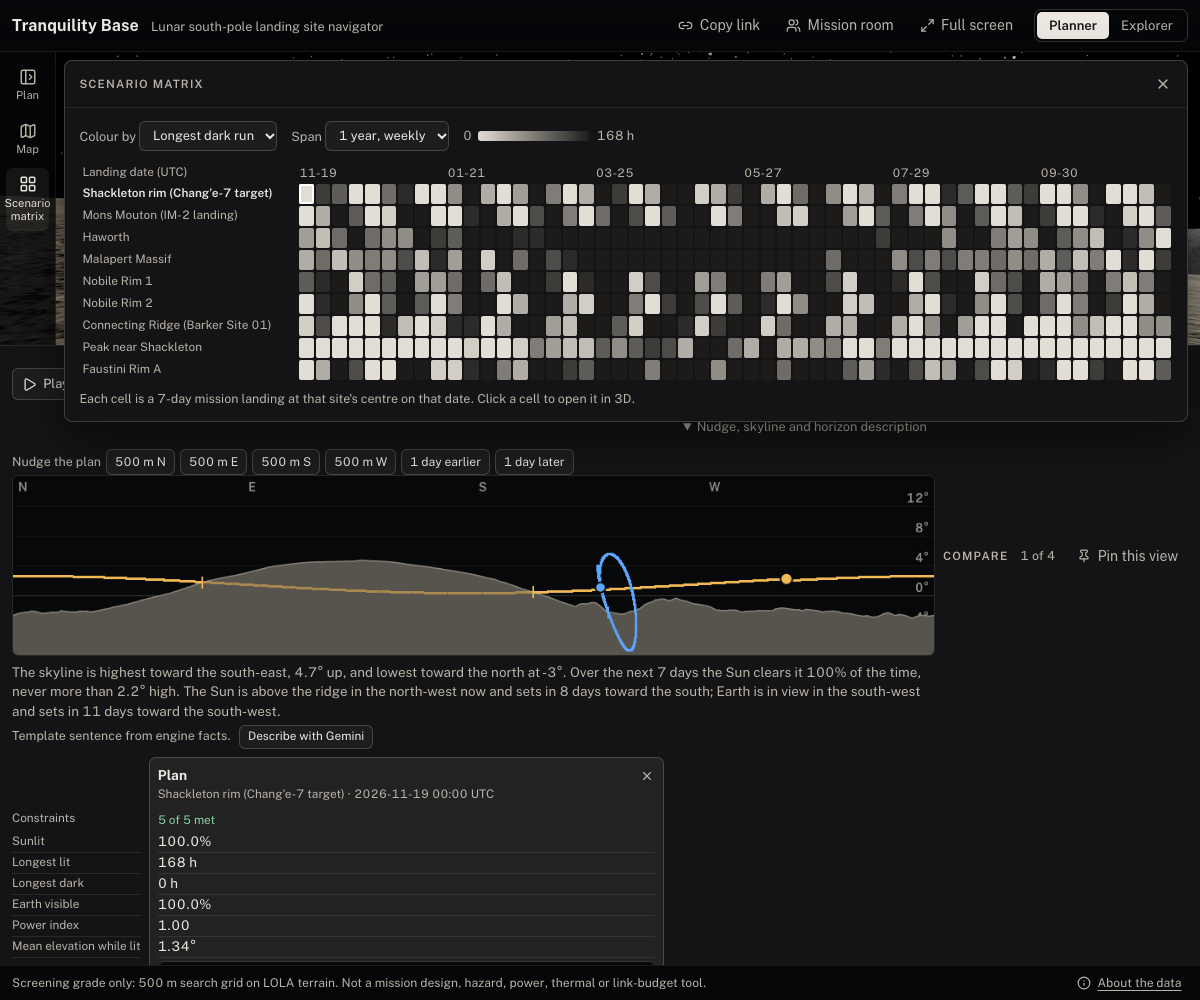 Tranquility Base Lunar south-pole landing site navigator Copy link Mission room Full screen Planner Explorer
Plan
Map
Scenario
matrix
SCENARIO MATRIX
Colour by Longest dark run Span 1 year, weekly 0 168 h
Landing date (UTC) 11-19 01-21 03-25 05-27 07-29 09-30
Shackleton rim (Chang'e-7 target)
Mons Mouton (IM-2 landing)
Haworth
Malapert Massif
Nobile Rim 1
Nobile Rim 2
Connecting Ridge (Barker Site 01)
Peak near Shackleton
Faustini Rim A
Each cell is a 7-day mission landing at that site's centre on that date. Click a cell to open it in 3D.
▼ Nudge, skyline and horizon description
Nudge the plan 500 m N 500 m E 500 m S 500 m W 1 day earlier 1 day later
N E S W
12°
8°
4°
0°
COMPARE 1 of 4 Pin this view
The skyline is highest toward the south-east, 4.7° up, and lowest toward the north at -3°. Over the next 7 days the Sun clears it 100% of the time,
never more than 2.2° high. The Sun is above the ridge in the north-west now and sets in 8 days toward the south; Earth is in view in the south-west
and sets in 11 days toward the south-west.
Template sentence from engine facts. Describe with Gemini
Plan
Shackleton rim (Chang'e-7 target) · 2026-11-19 00:00 UTC
Constraints 5 of 5 met
Sunlit 100.0%
Longest lit 168 h
Longest dark 0 h
Earth visible 100.0%
Power index 1.00
Mean elevation while lit 1.34°
Screening grade only: 500 m search grid on LOLA terrain. Not a mission design, hazard, power, thermal or link-budget tool. About the data